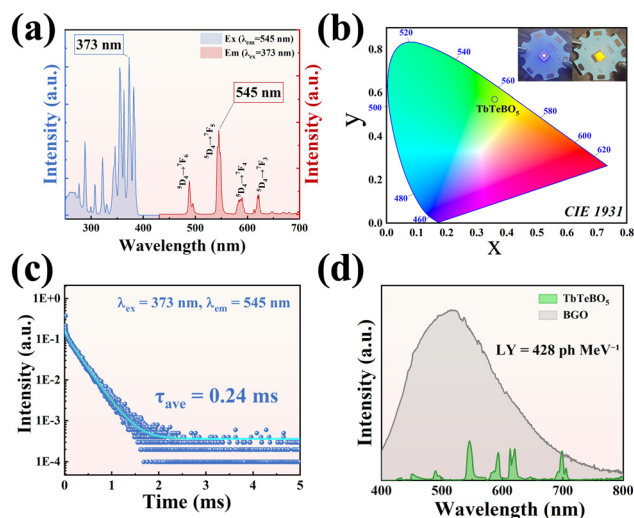 (a)
Ex (λem=545 nm)
Em (λex=373 nm)
373 nm
545 nm
⁵D₄→⁷F₆
⁵D₄→⁷F₅
⁵D₄→⁷F₄
⁵D₄→⁷F₃
Intensity (a.u.)
Intensity (a.u.)
300 400 500 600 700
Wavelength (nm)
(b)
0.8
0.6
0.4
0.2
0.0
y
520
540
560
500
580
600
620
480
460
TbTeBO₅
CIE 1931
0.0 0.1 0.2 0.3 0.4 0.5 0.6 0.7 0.8
X
(c)
λex = 373 nm, λem = 545 nm
τave = 0.24 ms
1E+0
1E-1
1E-2
1E-3
1E-4
Intensity (a.u.)
0 1 2 3 4 5
Time (ms)
(d)
TbTeBO₅
BGO
LY = 428 ph MeV⁻¹
Intensity (a.u.)
400 500 600 700 800
Wavelength (nm)